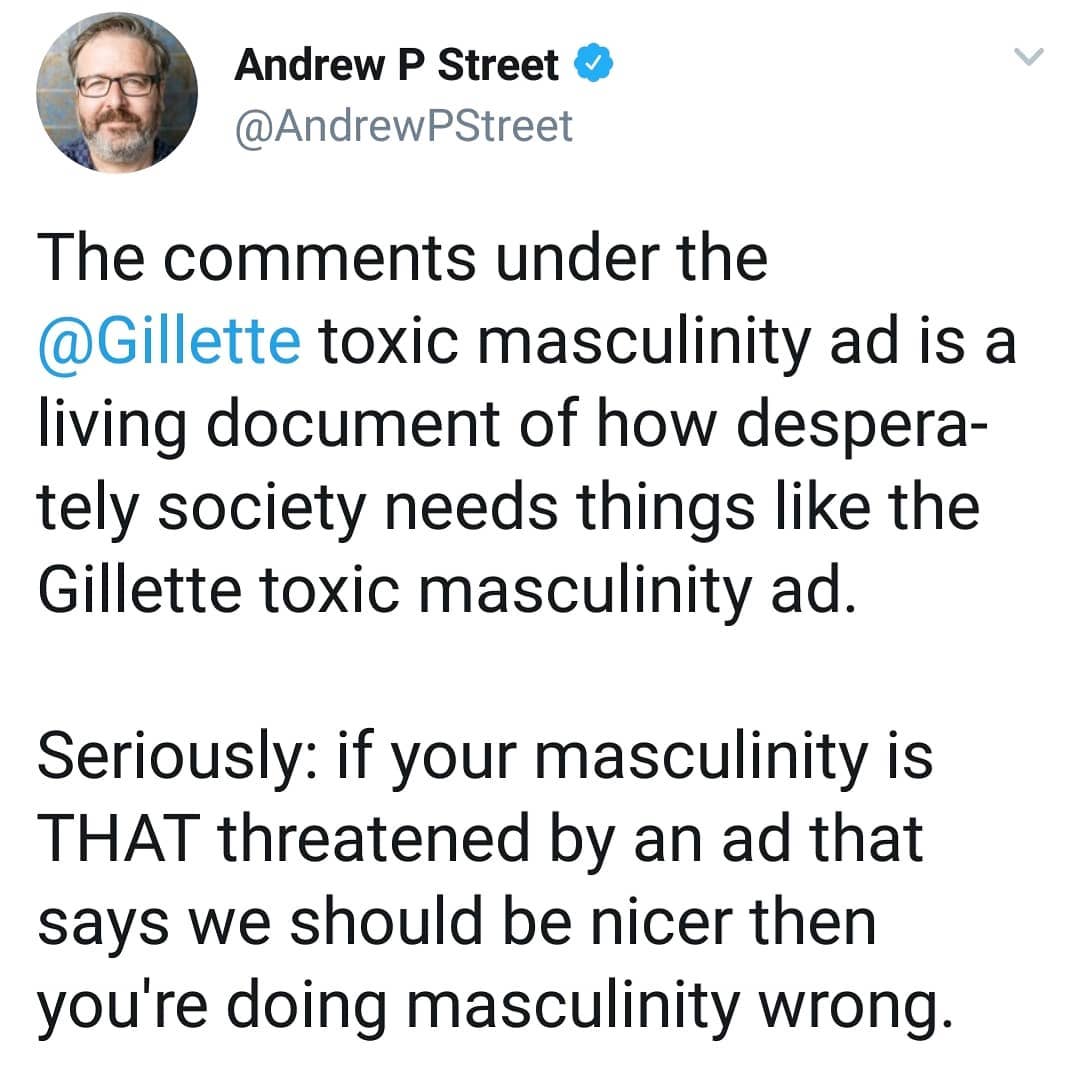 Andrew P Street
@AndrewPStreet
The comments under the
@Gillette toxic masculinity ad is a
living document of how despera-
tely society needs things like the
Gillette toxic masculinity ad.
Seriously: if your masculinity is
THAT threatened by an ad that
says we should be nicer then
you're doing masculinity wrong.